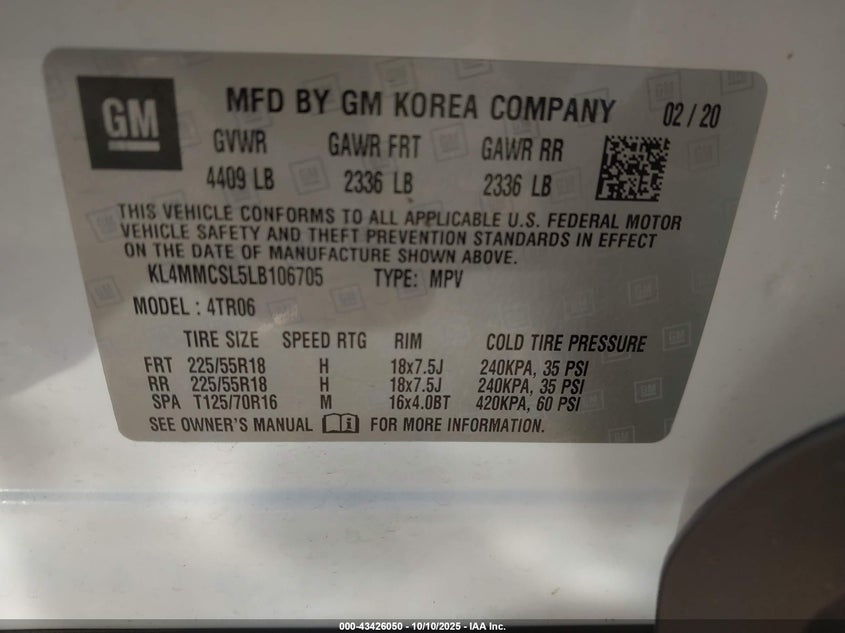 GM MFD BY GM KOREA COMPANY 02 / 20
GVWR GAWR FRT GAWR RR
4409 LB 2336 LB 2336 LB
THIS VEHICLE CONFORMS TO ALL APPLICABLE U.S. FEDERAL MOTOR
VEHICLE SAFETY AND THEFT PREVENTION STANDARDS IN EFFECT
ON THE DATE OF MANUFACTURE SHOWN ABOVE.
KL4MMCSL5LB106705 TYPE: MPV
MODEL : 4TR06
TIRE SIZE SPEED RTG RIM COLD TIRE PRESSURE
FRT 225/55R18 H 18x7.5J 240KPA, 35 PSI
RR 225/55R18 H 18x7.5J 240KPA, 35 PSI
SPA T125/70R16 M 16x4.0BT 420KPA, 60 PSI
SEE OWNER'S MANUAL FOR MORE INFORMATION.
000-43426050 - 10/10/2025 - IAA Inc.